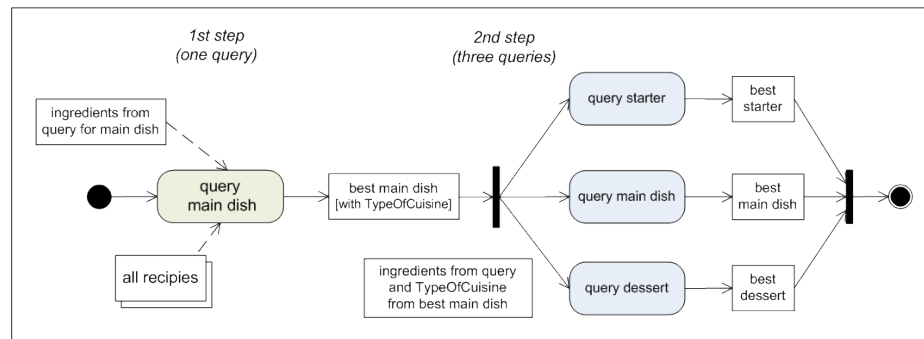 1st step
(one query)
2nd step
(three queries)
ingredients from
query for main dish
query
main dish
all recipies
best main dish
[with TypeOfCuisine]
ingredients from query
and TypeOfCuisine
from best main dish
query starter
best
starter
query main dish
best
main dish
query dessert
best
dessert